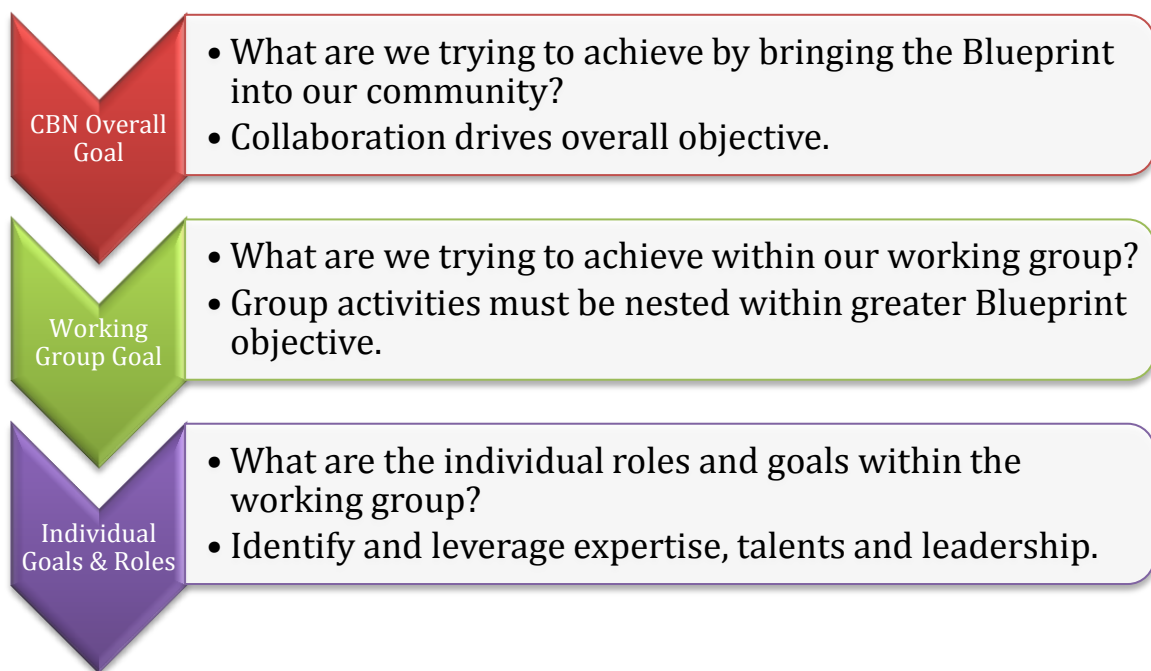 CBN Overall
Goal
• What are we trying to achieve by bringing the Blueprint
into our community?
• Collaboration drives overall objective.
Working
Group Goal
• What are we trying to achieve within our working group?
• Group activities must be nested within greater Blueprint
objective.
Individual
Goals & Roles
• What are the individual roles and goals within the
working group?
• Identify and leverage expertise, talents and leadership.